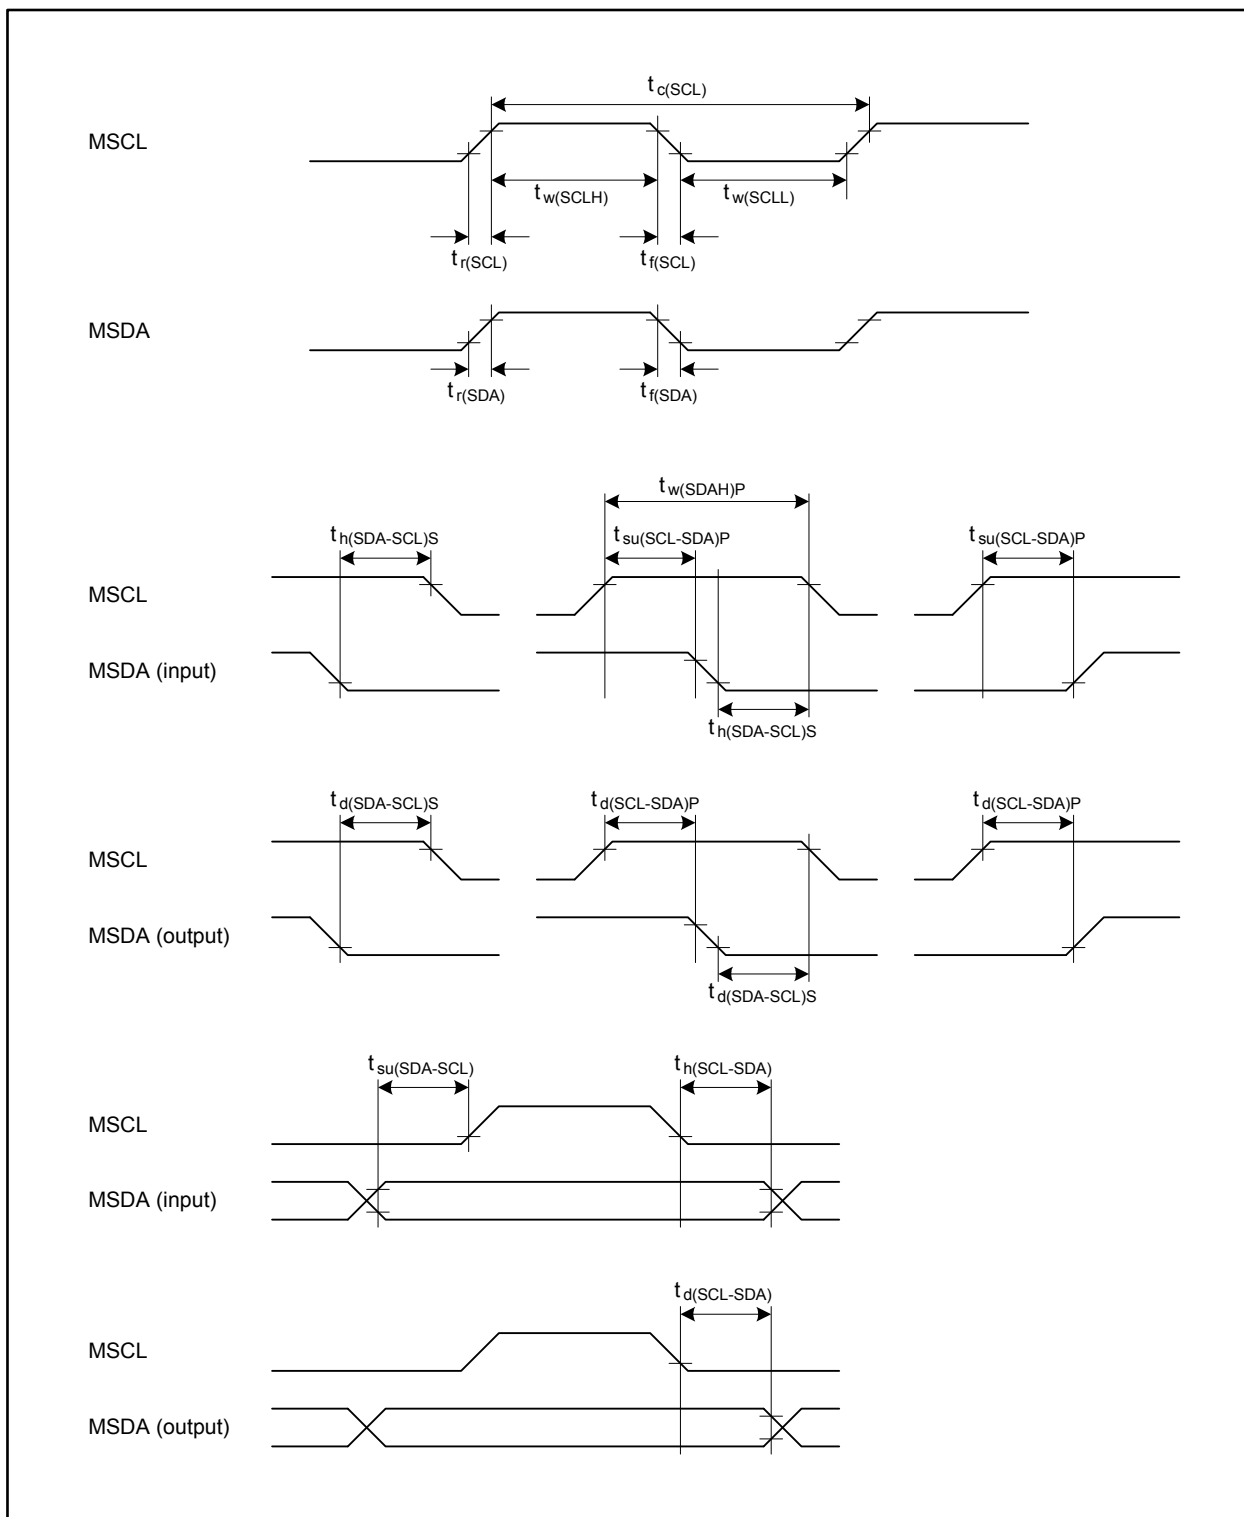 tc(SCL)
MSCL
tw(SCLH) tw(SCLL)
tr(SCL) tf(SCL)
MSDA
tr(SDA) tf(SDA)
tw(SDAH)P
th(SDA-SCL)S tsu(SCL-SDA)P tsu(SCL-SDA)P
MSCL
MSDA (input)
th(SDA-SCL)S
td(SDA-SCL)S td(SCL-SDA)P td(SCL-SDA)P
MSCL
MSDA (output)
td(SDA-SCL)S
tsu(SDA-SCL) th(SCL-SDA)
MSCL
MSDA (input)
td(SCL-SDA)
MSCL
MSDA (output)